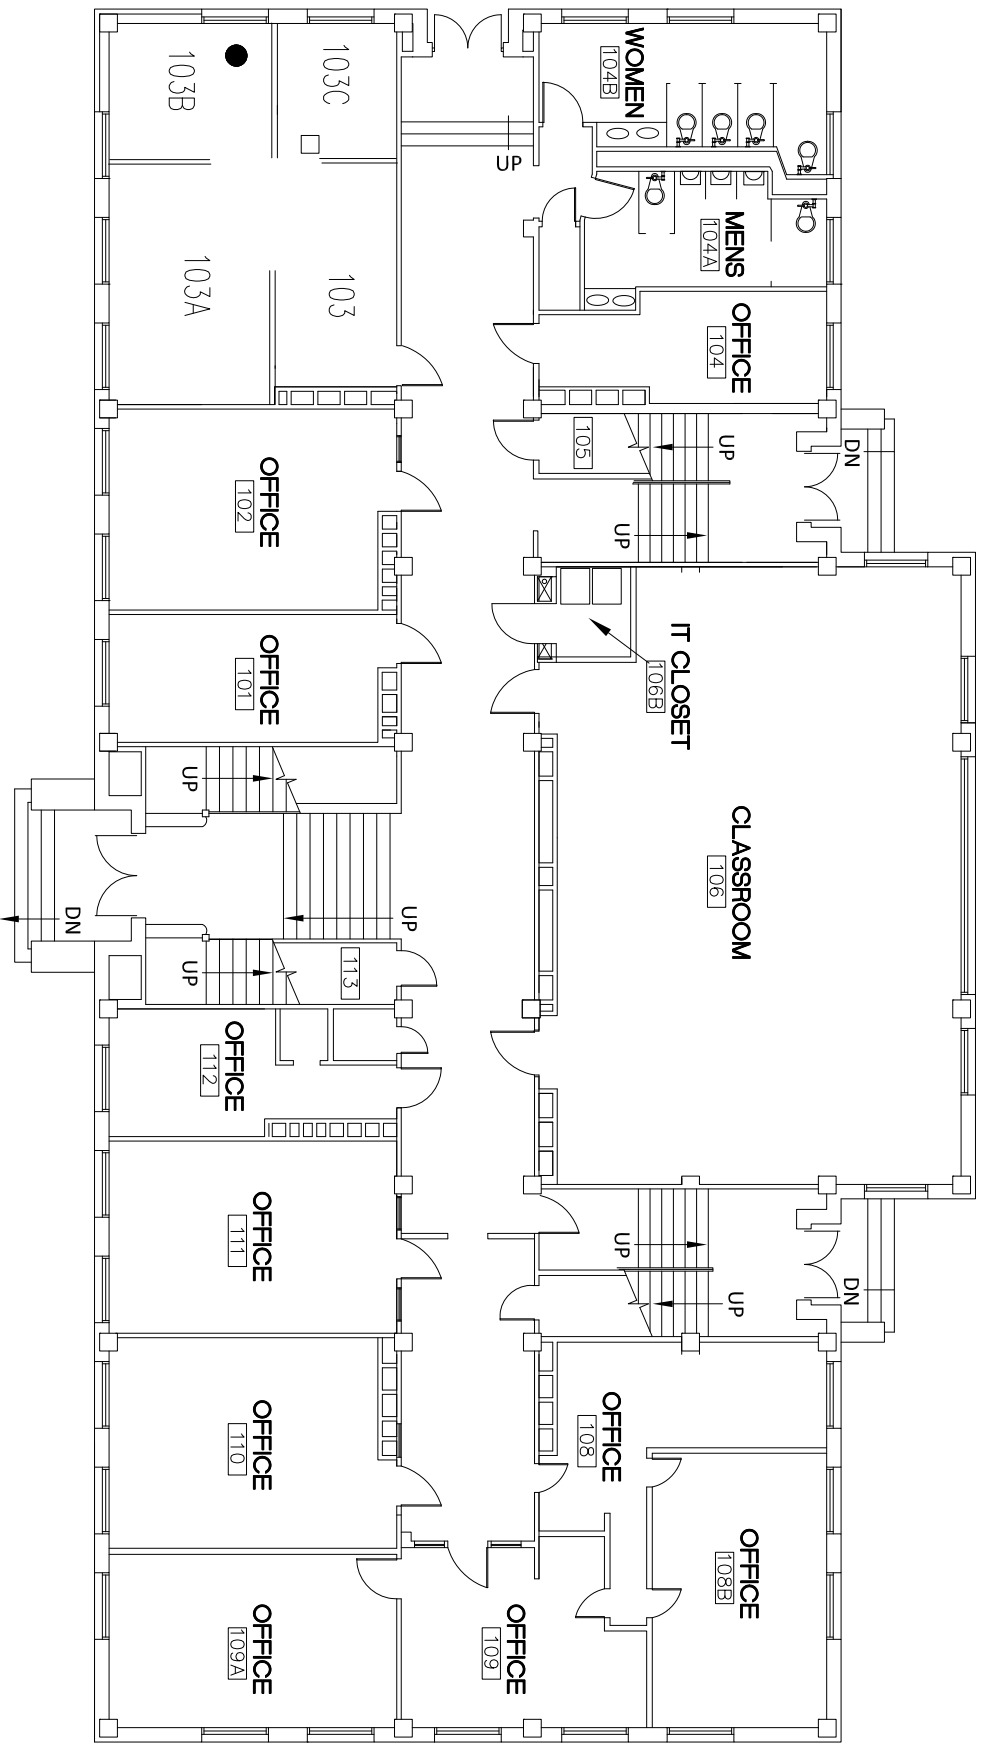 103B
103C
UP
WOMEN
104B
MENS
104A
103A
103
OFFICE
104
OFFICE
102
105
UP
UP
DN
OFFICE
101
IT CLOSET
106B
CLASSROOM
106
UP
UP
DN
UP
113
OFFICE
112
OFFICE
111
UP
UP
DN
OFFICE
110
OFFICE
108
OFFICE
108B
OFFICE
109A
OFFICE
109